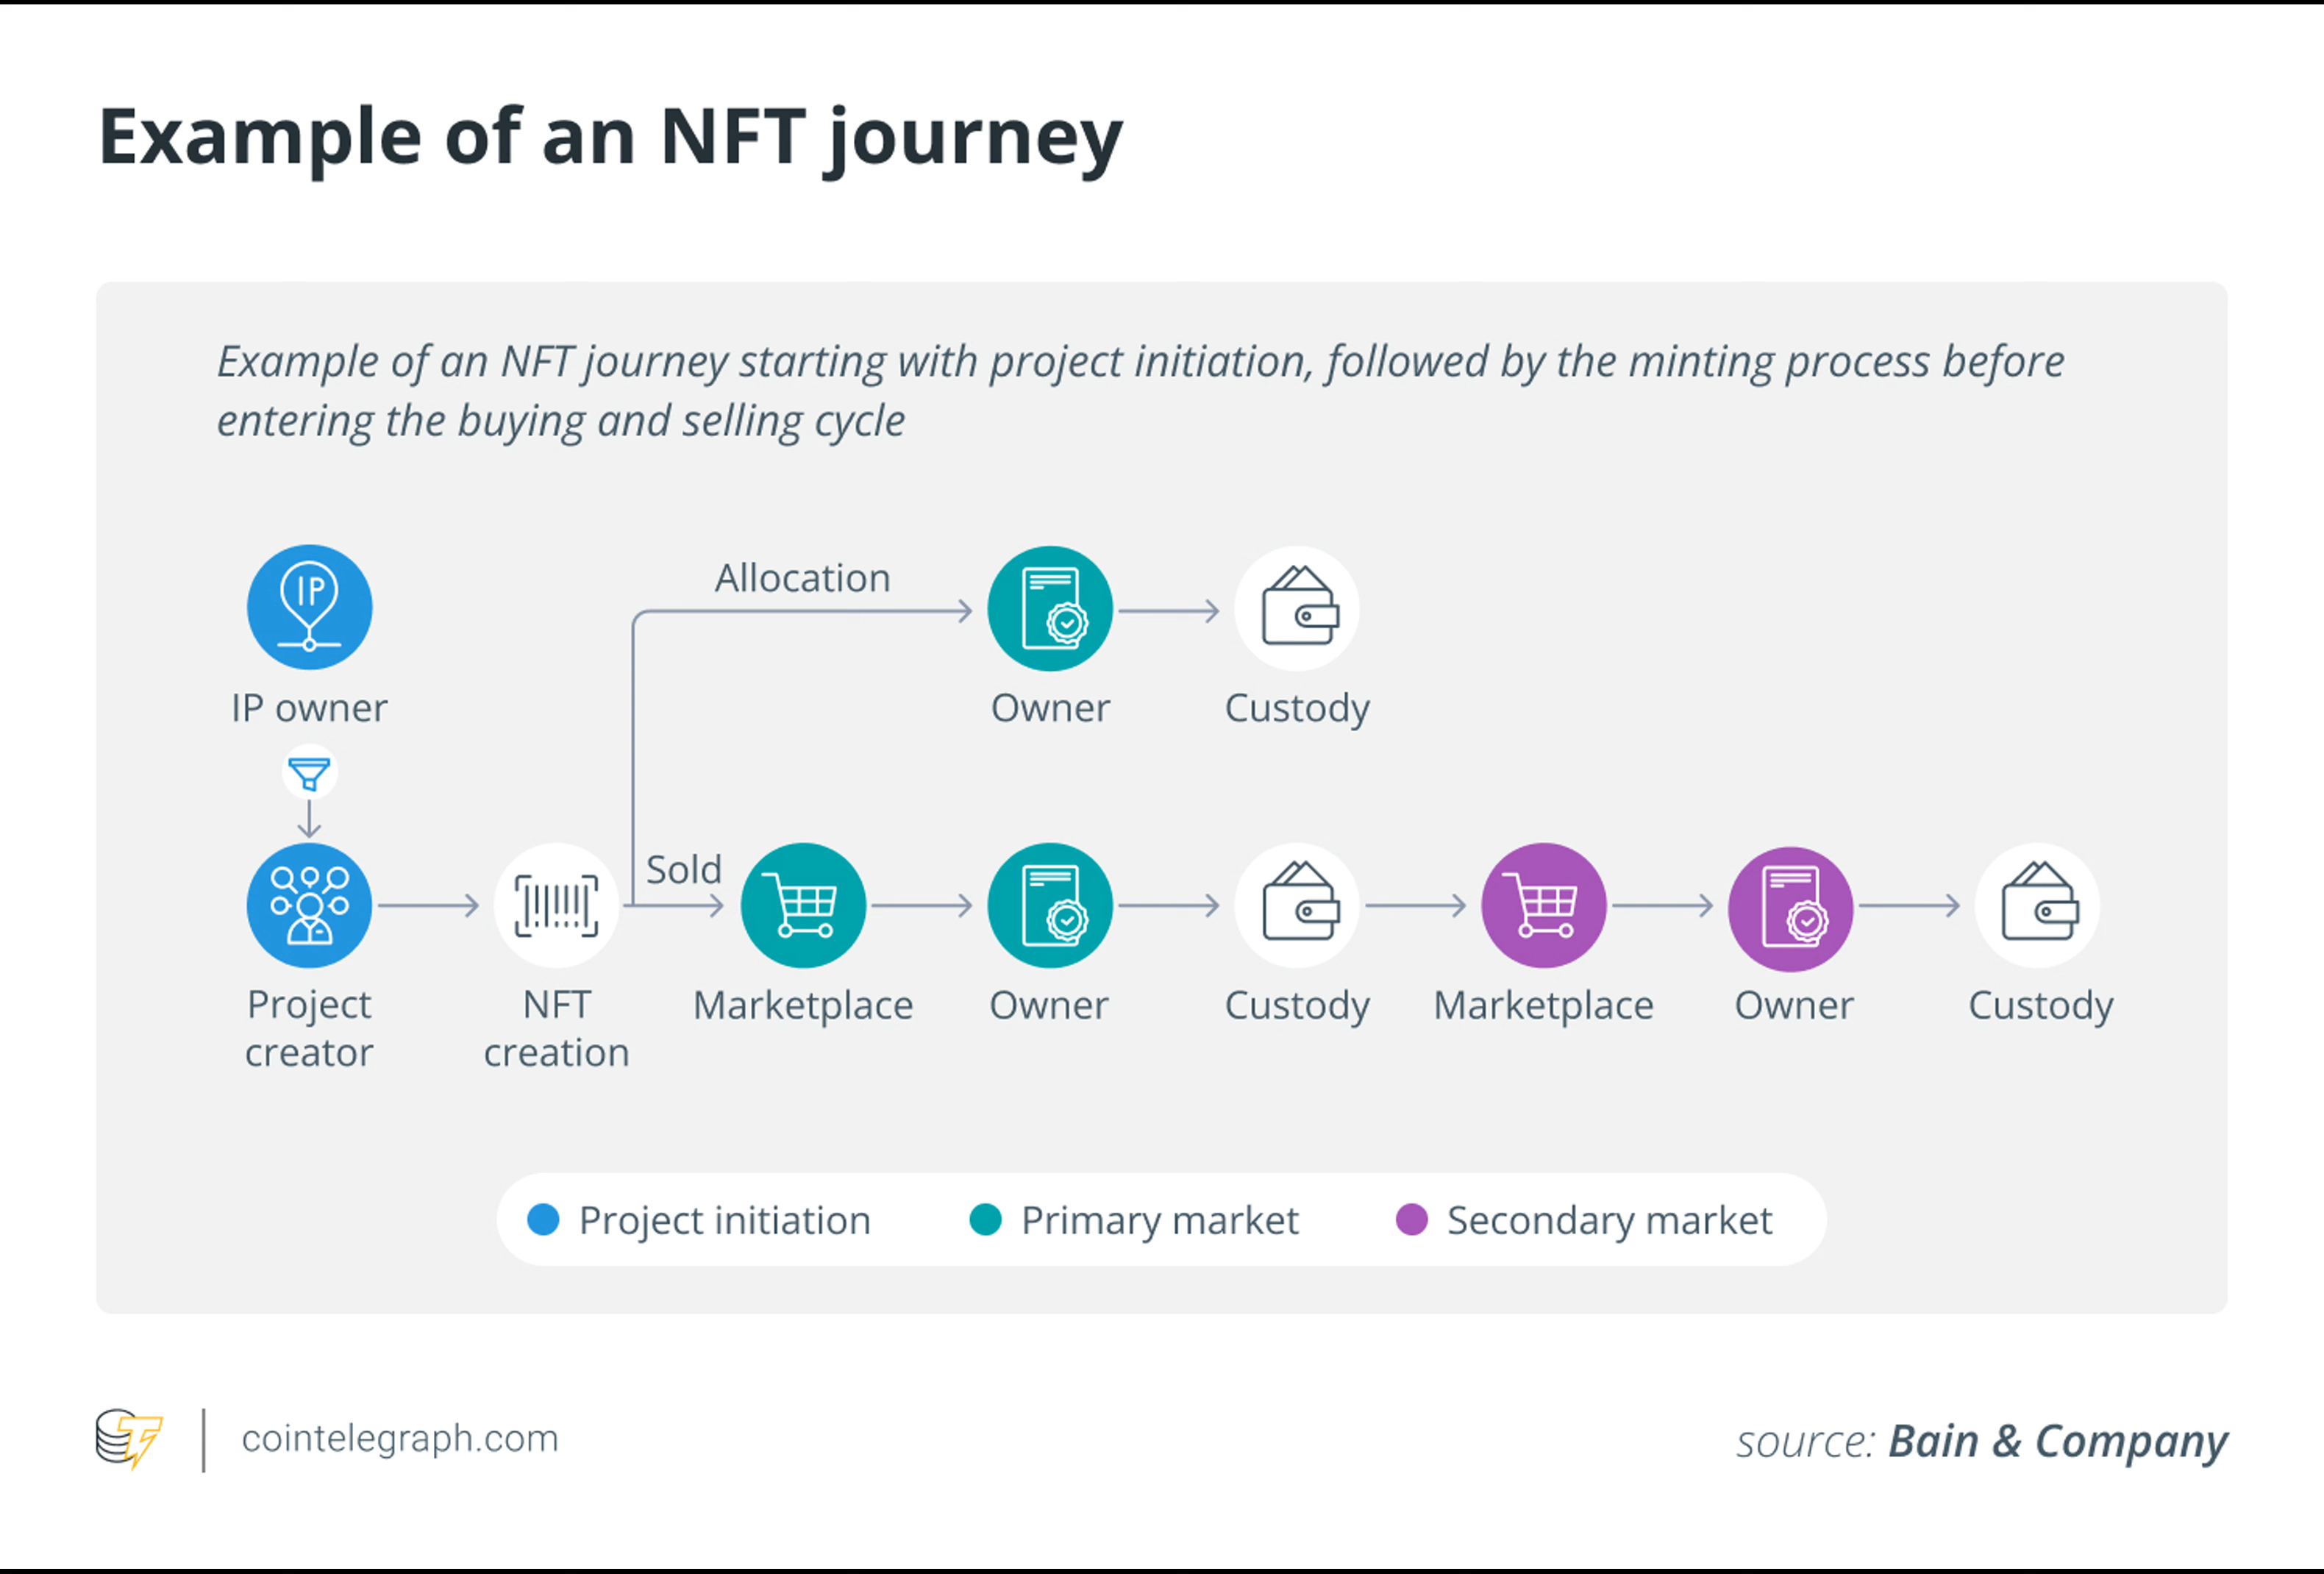 Example of an NFT journey
Example of an NFT journey starting with project initiation, followed by the minting process before
entering the buying and selling cycle
IP
Allocation
IP owner
Owner
Custody
Sold
Project
creator
NFT
creation
Marketplace
Owner
Custody
Marketplace
Owner
Custody
Project initiation
Primary market
Secondary market
cointelegraph.com
source: Bain & Company